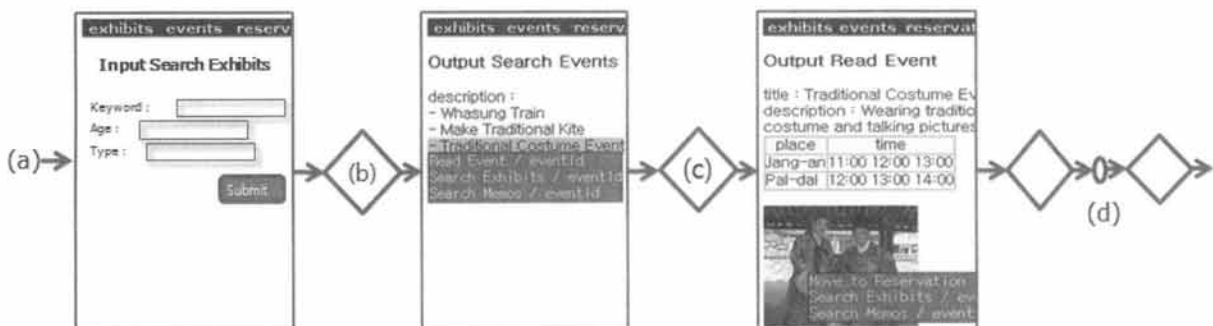 (a)
exhibits events reserv
Input Search Exhibits
Keyword :
Age :
Type :
Submit
(b)
exhibits events reserv
Output Search Events
description :
- Whasung Train
- Make Traditional Kite
- Traditional Costume Event
Read Event / eventId
Search Exhibits / eventId
Search Memos / eventId
(c)
exhibits events reservat
Output Read Event
title : Traditional Costume Ev
description : Wearing traditio
costume and talking pictures
place time
Jang-an 11:00 12:00 13:00
Pal-dal 12:00 13:00 14:00
Move to Reservation
Search Exhibits / eve
Search Memos / event
(d)